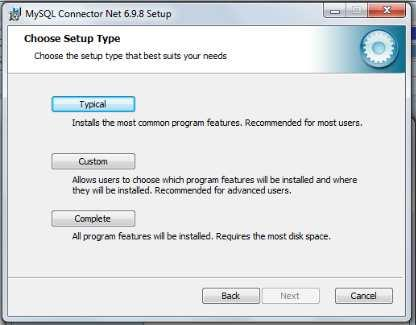 MySQL Connector Net 6.9.8 Setup
Choose Setup Type
Choose the setup type that best suits your needs
Typical
Installs the most common program features. Recommended for most users.
Custom
Allows users to choose which program features will be installed and where
they will be installed. Recommended for advanced users.
Complete
All program features will be installed. Requires the most disk space.
Back Next Cancel